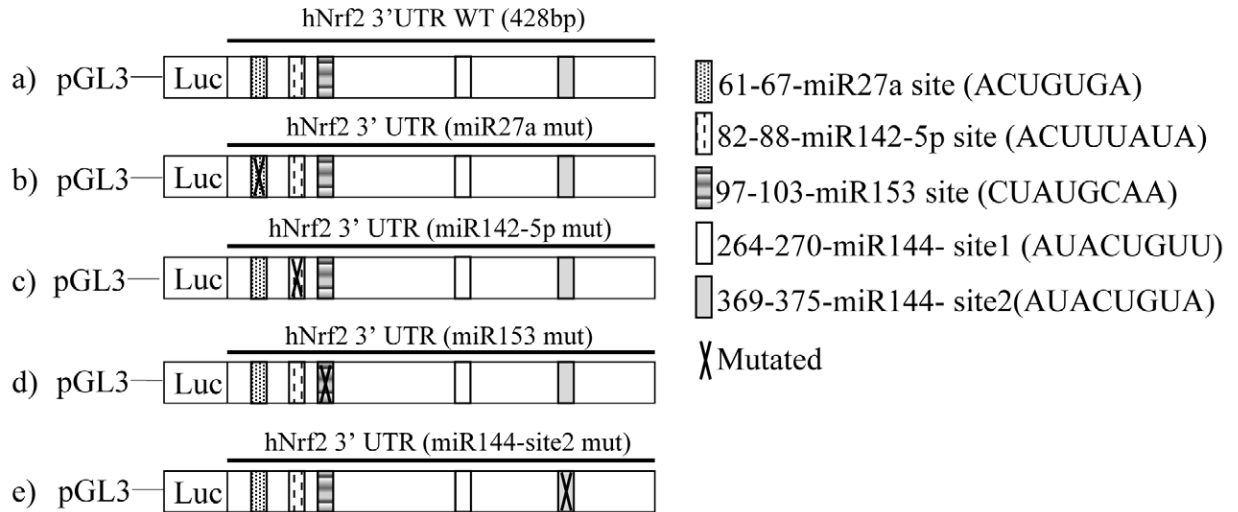 hNrf2 3'UTR WT (428bp)
a) pGL3 Luc
hNrf2 3' UTR (miR27a mut)
b) pGL3 Luc
hNrf2 3' UTR (miR142-5p mut)
c) pGL3 Luc
hNrf2 3' UTR (miR153 mut)
d) pGL3 Luc
hNrf2 3' UTR (miR144-site2 mut)
e) pGL3 Luc
61-67-miR27a site (ACUGUGA)
82-88-miR142-5p site (ACUUUAUA)
97-103-miR153 site (CUAUGCAA)
264-270-miR144- site1 (AUACUGUU)
369-375-miR144- site2(AUACUGUA)
Mutated